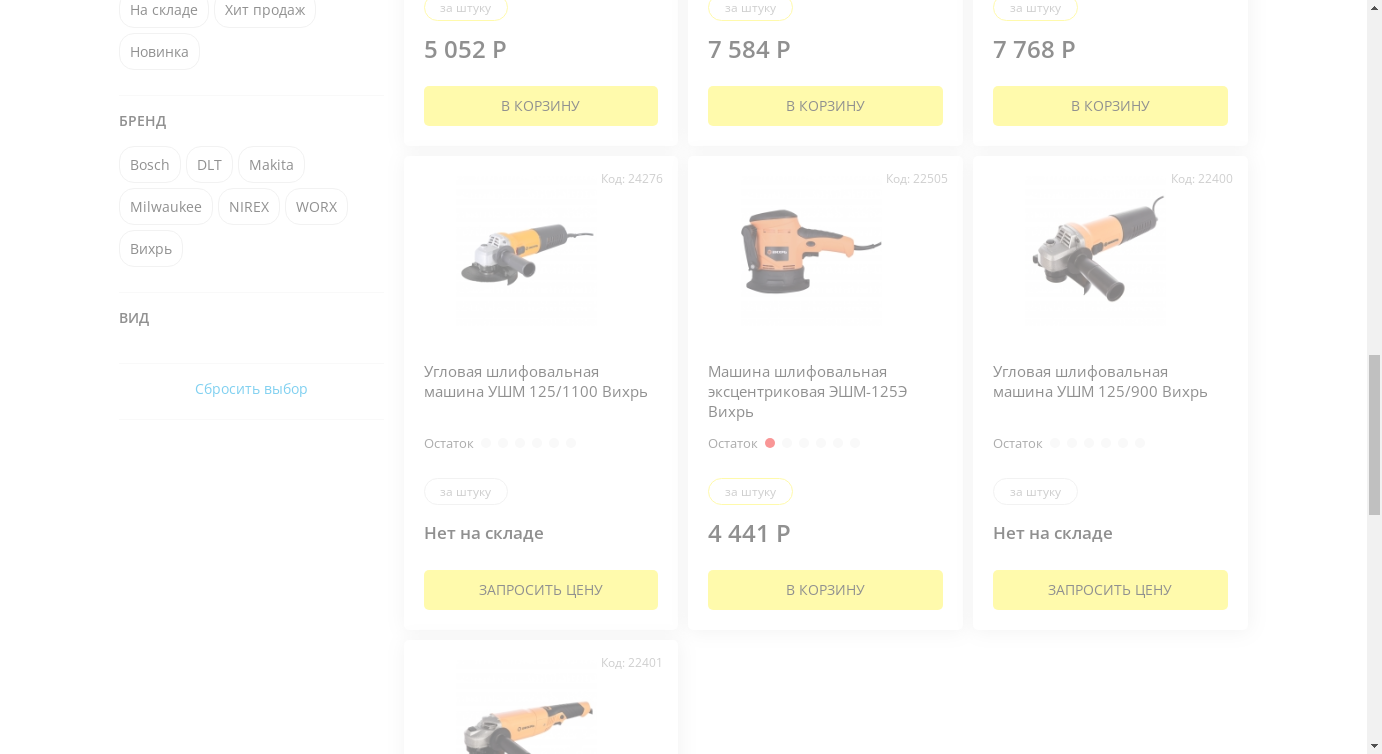 На складе
Хит продаж
Новинка
БРЕНД
Bosch
DLT
Makita
Milwaukee
NIREX
WORX
Вихрь
ВИД
Сбросить выбор
за штуку
5 052 Р
В КОРЗИНУ
за штуку
7 584 Р
В КОРЗИНУ
за штуку
7 768 Р
В КОРЗИНУ
Код: 24276
Угловая шлифовальная
машина УШМ 125/1100 Вихрь
Остаток
за штуку
Нет на складе
ЗАПРОСИТЬ ЦЕНУ
Код: 22505
Машина шлифовальная
эксцентриковая ЭШМ-125Э
Вихрь
Остаток
за штуку
4 441 Р
В КОРЗИНУ
Код: 22400
Угловая шлифовальная
машина УШМ 125/900 Вихрь
Остаток
за штуку
Нет на складе
ЗАПРОСИТЬ ЦЕНУ
Код: 22401